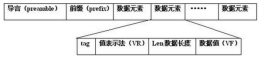 导言（preamble） 前缀（prefix） 数据元素 数据元素 ····· 数据元素
tag 值表示法（VR） Len数据长度 数据值（VF）